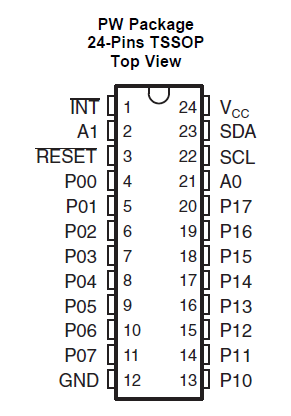 PW Package
24-Pins TSSOP
Top View
INT 1 24 VCC
A1 2 23 SDA
RESET 3 22 SCL
P00 4 21 A0
P01 5 20 P17
P02 6 19 P16
P03 7 18 P15
P04 8 17 P14
P05 9 16 P13
P06 10 15 P12
P07 11 14 P11
GND 12 13 P10